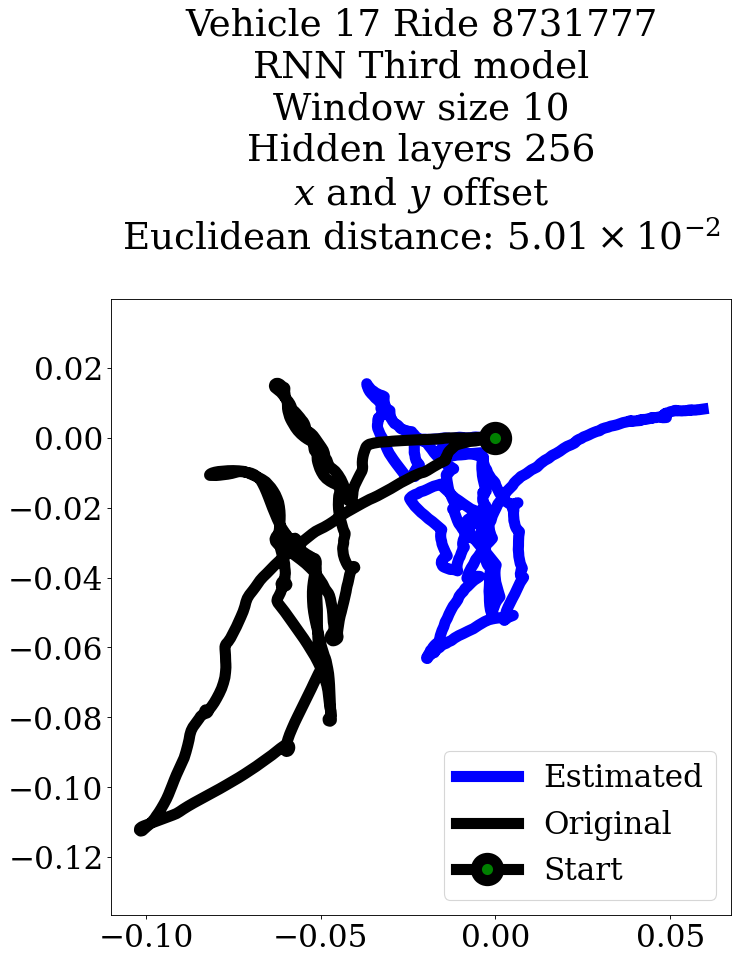 Vehicle 17 Ride 8731777
RNN Third model
Window size 10
Hidden layers 256
x and y offset
Euclidean distance: 5.01 × 10⁻²
0.02
0.00
−0.02
−0.04
−0.06
−0.08
−0.10
−0.12
Estimated
Original
Start
−0.10 −0.05 0.00 0.05